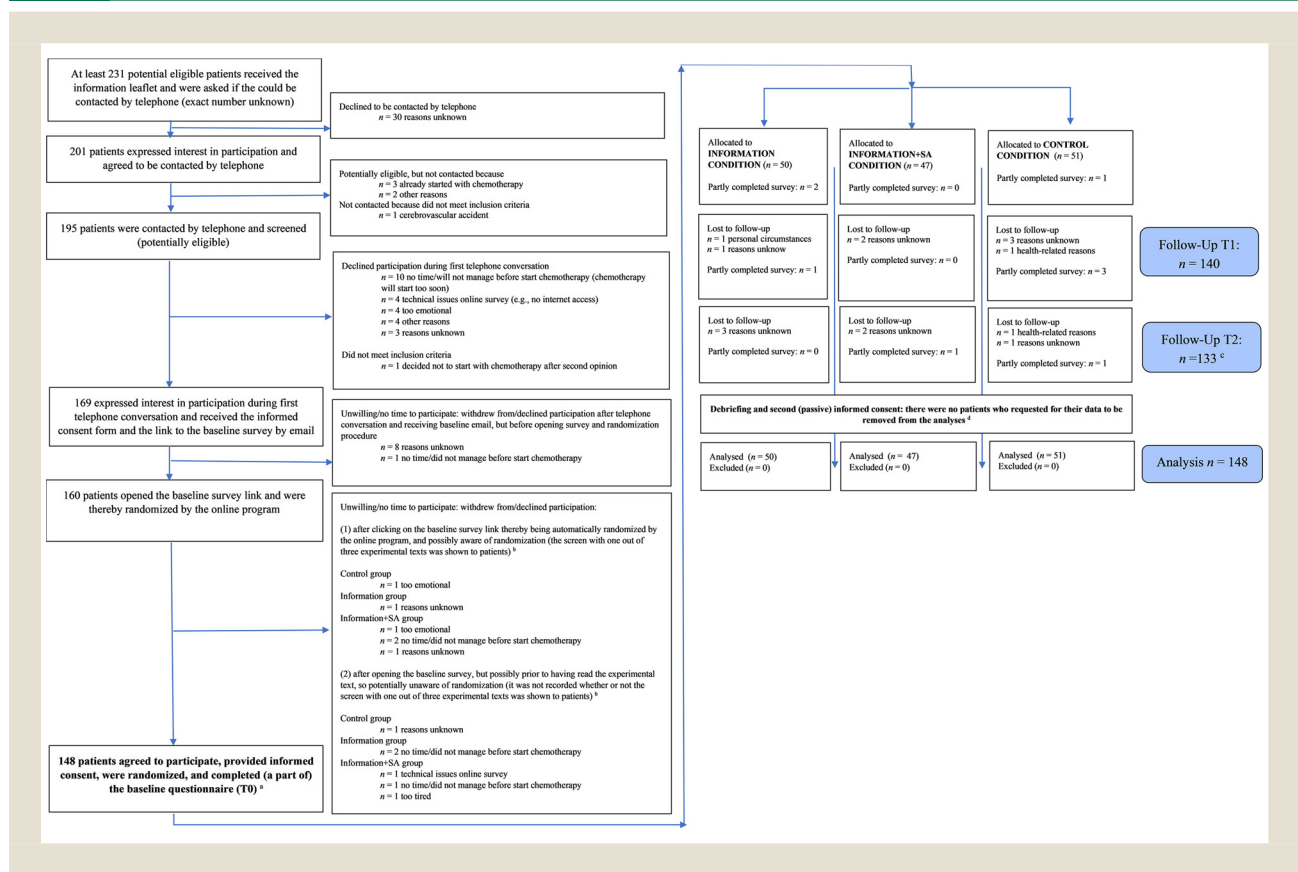 At least 231 potential eligible patients received the
information leaflet and were asked if the could be
contacted by telephone (exact number unknown)
Declined to be contacted by telephone
n = 30 reasons unknown
201 patients expressed interest in participation and
agreed to be contacted by telephone
Potentially eligible, but not contacted because
n = 3 already started with chemotherapy
n = 2 other reasons
Not contacted because did not meet inclusion criteria
n = 1 cerebrovascular accident
195 patients were contacted by telephone and screened
(potentially eligible)
Declined participation during first telephone conversation
n = 10 no time/will not manage before start chemotherapy (chemotherapy
will start too soon)
n = 4 technical issues online survey (e.g., no internet access)
n = 4 too emotional
n = 4 other reasons
n = 3 reasons unknown
Did not meet inclusion criteria
n = 1 decided not to start with chemotherapy after second opinion
169 expressed interest in participation during first
telephone conversation and received the informed
consent form and the link to the baseline survey by email
Unwilling/no time to participate: withdrew from/declined participation after telephone
conversation and receiving baseline email, but before opening survey and randomization
procedure
n = 8 reasons unknown
n = 1 no time/did not manage before start chemotherapy
160 patients opened the baseline survey link and were
thereby randomized by the online program
Unwilling/no time to participate: withdrew from/declined participation:
(1) after clicking on the baseline survey link thereby being automatically randomized by
the online program, and possibly aware of randomization (the screen with one out of
three experimental texts was shown to patients) b
Control group
n = 1 too emotional
Information group
n = 1 reasons unknown
Information+SA group
n = 1 too emotional
n = 2 no time/did not manage before start chemotherapy
n = 1 reasons unknown
(2) after opening the baseline survey, but possibly prior to having read the experimental
text, so potentially unaware of randomization (it was not recorded whether or not the
screen with one out of three experimental texts was shown to patients) b
Control group
n = 1 reasons unknown
Information group
n = 2 no time/did not manage before start chemotherapy
Information+SA group
n = 1 technical issues online survey
n = 1 no time/did not manage before start chemotherapy
n = 1 too tired
148 patients agreed to participate, provided informed
consent, were randomized, and completed (a part of)
the baseline questionnaire (T0) a
Allocated to
INFORMATION
CONDITION (n = 50)
Partly completed survey: n = 2
Allocated to
INFORMATION+SA
CONDITION (n = 47)
Partly completed survey: n = 0
Allocated to CONTROL
CONDITION (n = 51)
Partly completed survey: n = 1
Lost to follow-up
n = 1 personal circumstances
n = 1 reasons unknow
Partly completed survey: n = 1
Lost to follow-up
n = 2 reasons unknown
Partly completed survey: n = 0
Lost to follow-up
n = 3 reasons unknown
n = 1 health-related reasons
Partly completed survey: n = 3
Follow-Up T1:
n = 140
Lost to follow-up
n = 3 reasons unknown
Partly completed survey: n = 0
Lost to follow-up
n = 2 reasons unknown
Partly completed survey: n = 1
Lost to follow-up
n = 1 health-related reasons
n = 1 reasons unknown
Partly completed survey: n = 1
Follow-Up T2:
n =133 c
Debriefing and second (passive) informed consent: there were no patients who requested for their data to be
removed from the analyses d
Analysed (n = 50)
Excluded (n = 0)
Analysed (n = 47)
Excluded (n = 0)
Analysed (n = 51)
Excluded (n = 0)
Analysis n = 148